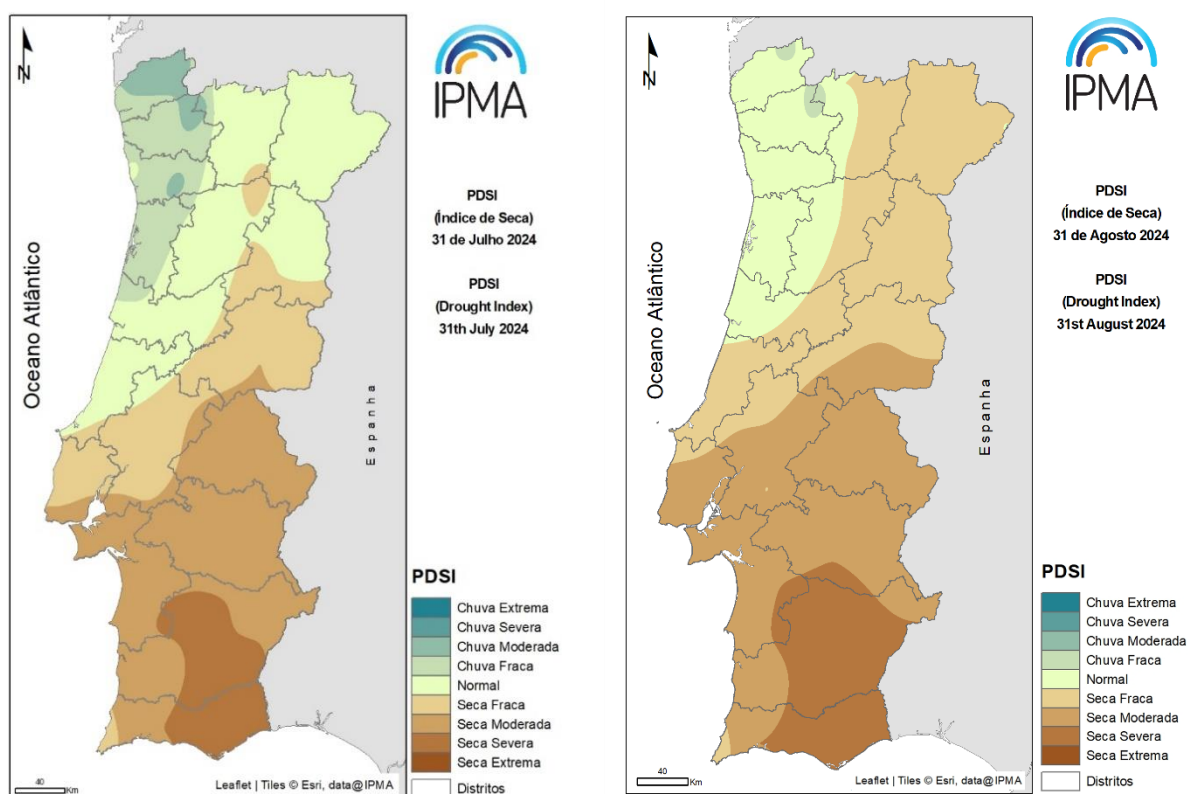 N
IPMA
PDSI
(Índice de Seca)
31 de Julho 2024
PDSI
(Drought Index)
31th July 2024
Oceano Atlântico
Espanha
PDSI
Chuva Extrema
Chuva Severa
Chuva Moderada
Chuva Fraca
Normal
Seca Fraca
Seca Moderada
Seca Severa
Seca Extrema
Distritos
40
Km
Leaflet | Tiles © Esri, data@IPMA
N
IPMA
PDSI
(Índice de Seca)
31 de Agosto 2024
PDSI
(Drought Index)
31st August 2024
Oceano Atlântico
Espanha
PDSI
Chuva Extrema
Chuva Severa
Chuva Moderada
Chuva Fraca
Normal
Seca Fraca
Seca Moderada
Seca Severa
Seca Extrema
Distritos
40
Km
Leaflet | Tiles © Esri, data@IPMA